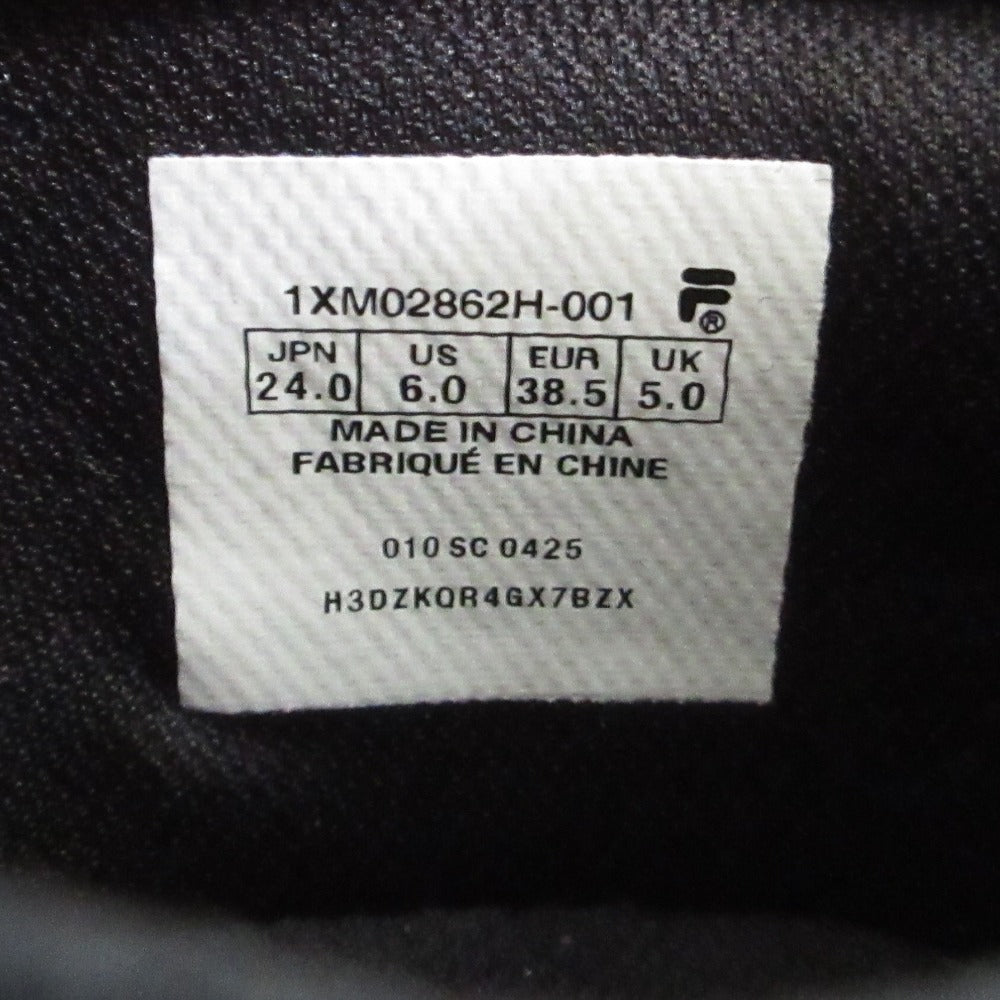 1XM02862H-001
JPN US EUR UK
24.0 6.0 38.5 5.0
MADE IN CHINA
FABRIQUÉ EN CHINE
010 SC 0425
H3DZKQR4GX7BZX